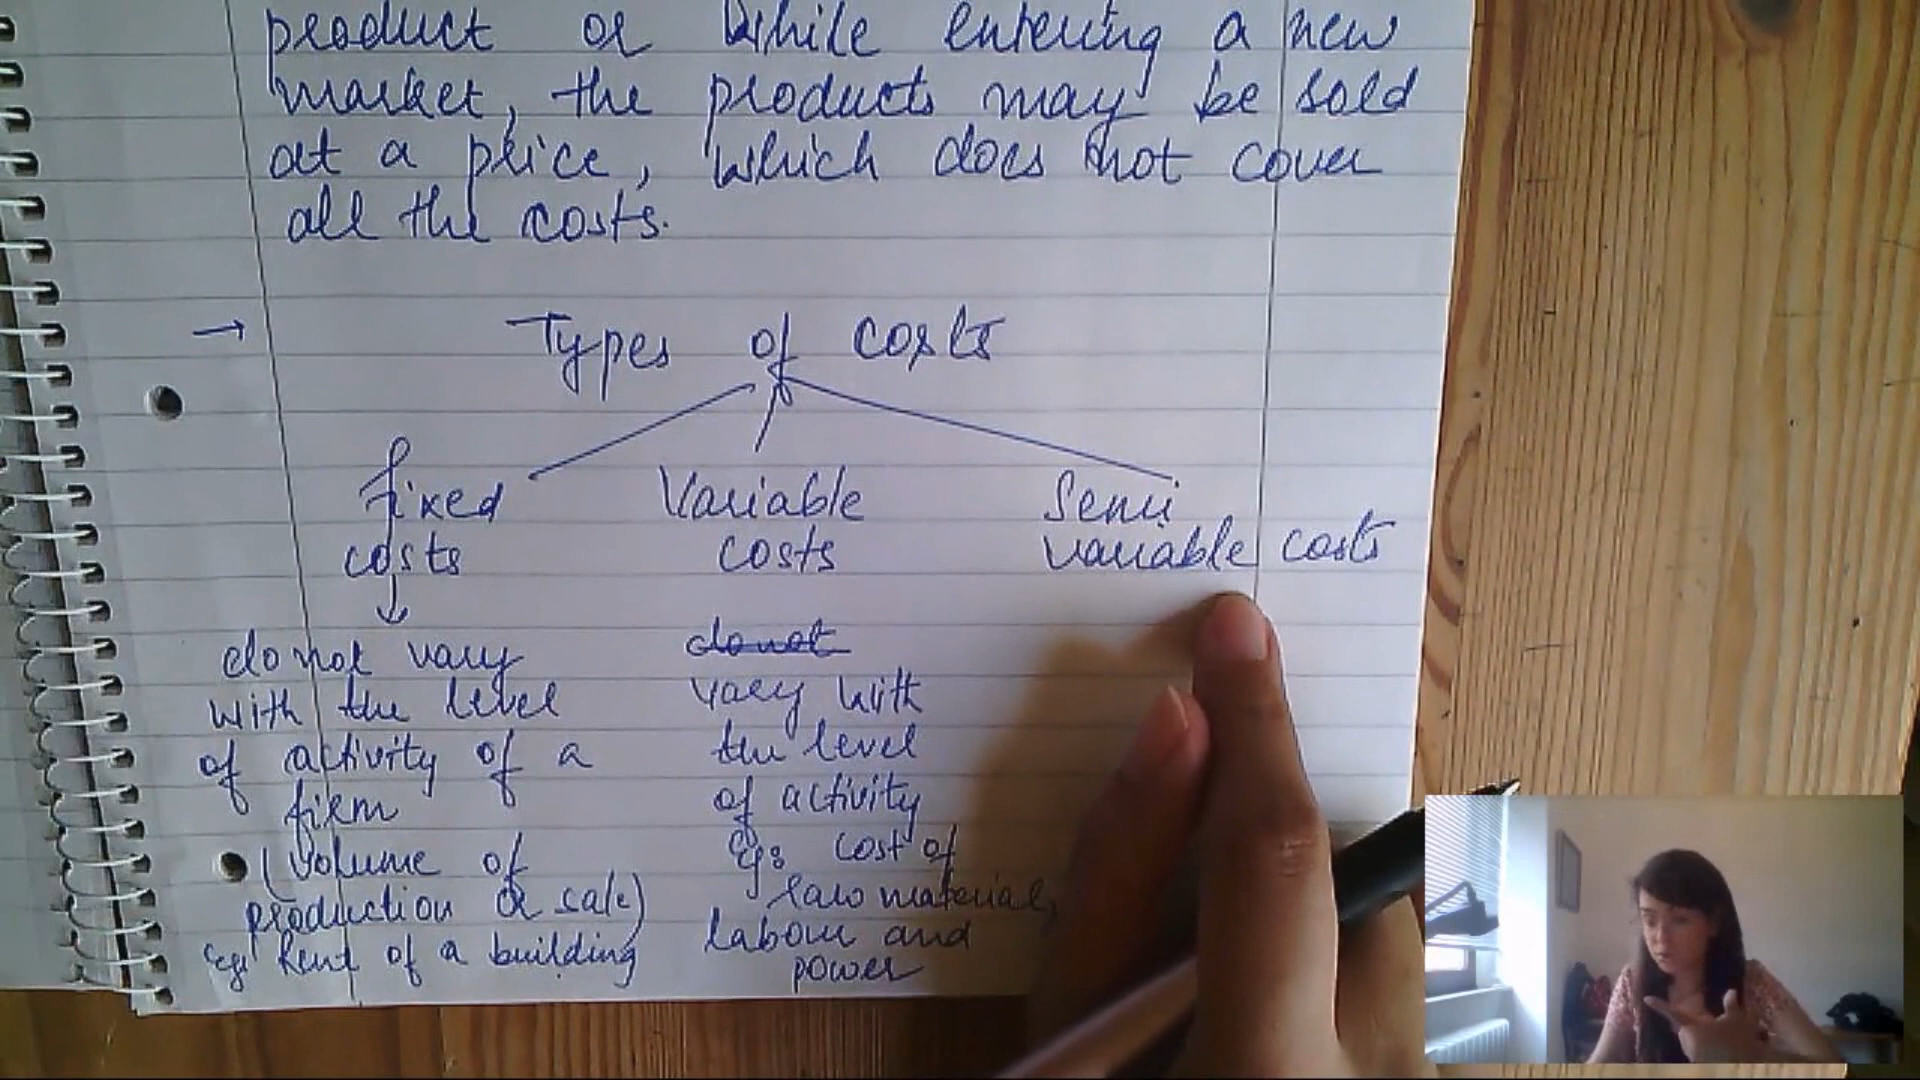 product or while entering a new
market, the products may be sold
at a price, which does not cover
all the costs.
→ Types of costs
fixed
costs
do not vary
with the level
of activity of a
firm
(volume of
production or sale)
eg: Rent of a building
Variable
costs
do not
vary with
the level
of activity
eg: cost of
raw material,
labour and
power
Semi
variable costs